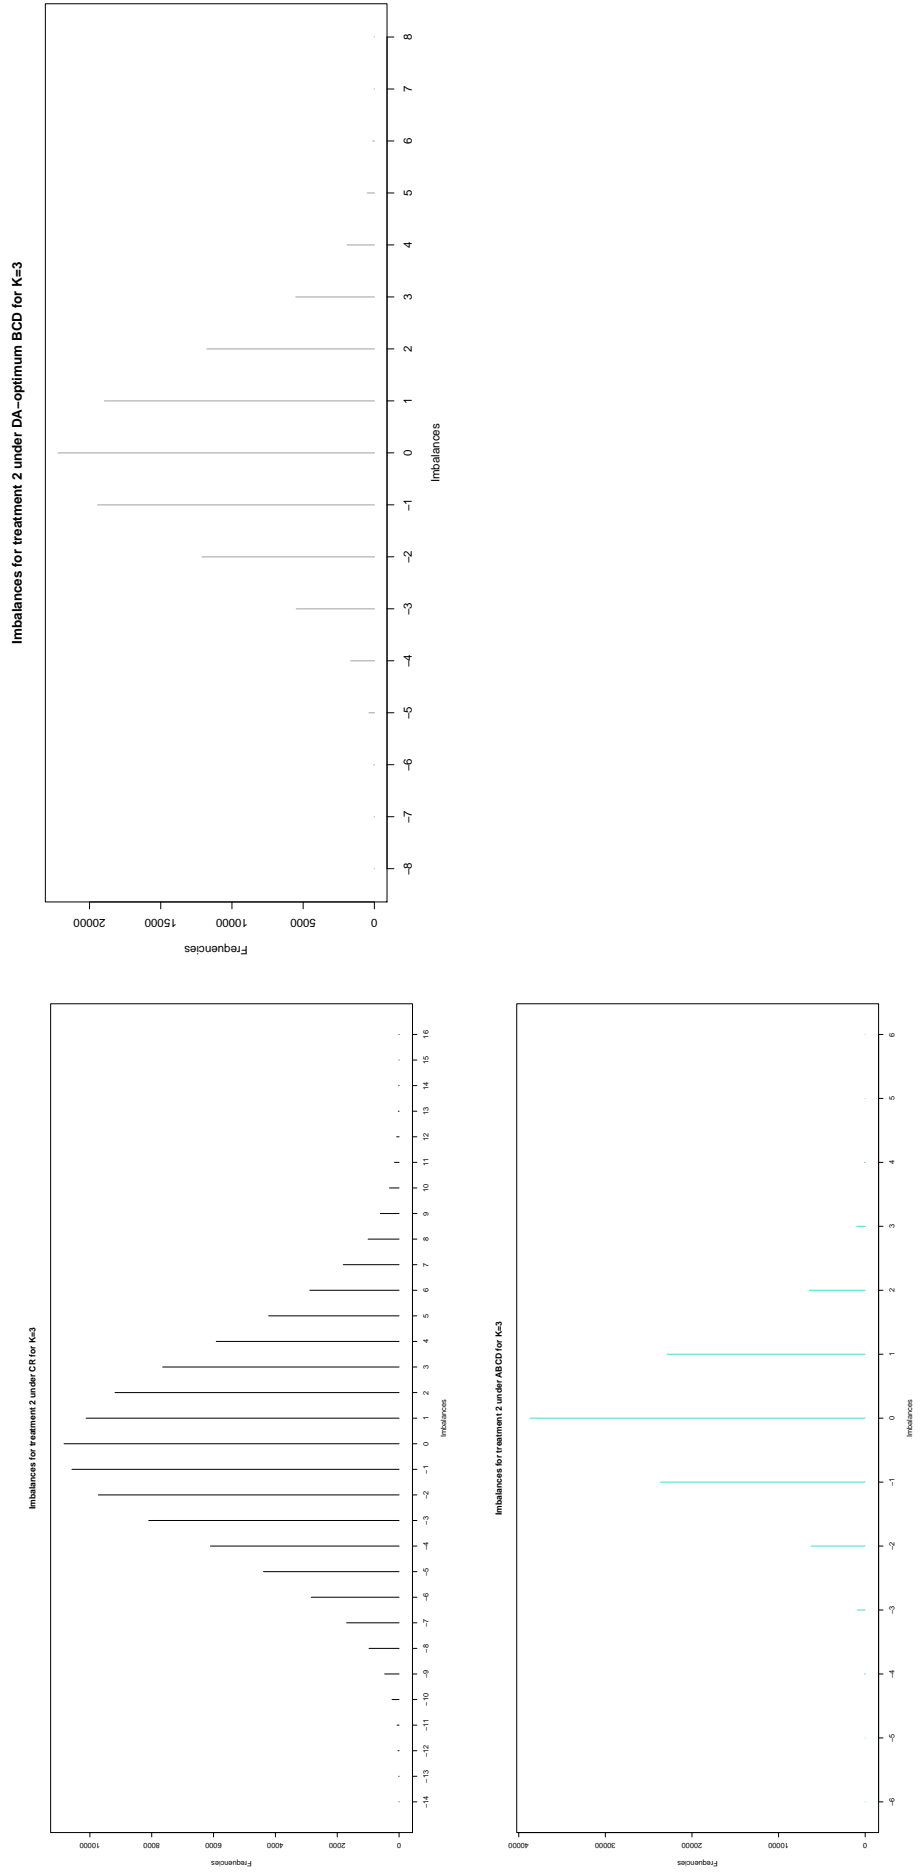 Imbalances for treatment 2 under CR for K=3
Frequencies
0 2000 4000 6000 8000 10000
−14 −13 −12 −11 −10 −9 −8 −7 −6 −5 −4 −3 −2 −1 0 1 2 3 4 5 6 7 8 9 10 11 12 13 14 15 16
Imbalances
Imbalances for treatment 2 under DA−optimum BCD for K=3
Frequencies
0 5000 10000 15000 20000
−8 −7 −6 −5 −4 −3 −2 −1 0 1 2 3 4 5 6 7 8
Imbalances
Imbalances for treatment 2 under ABCD for K=3
Frequencies
0 10000 20000 30000 40000
−6 −5 −4 −3 −2 −1 0 1 2 3 4 5 6
Imbalances